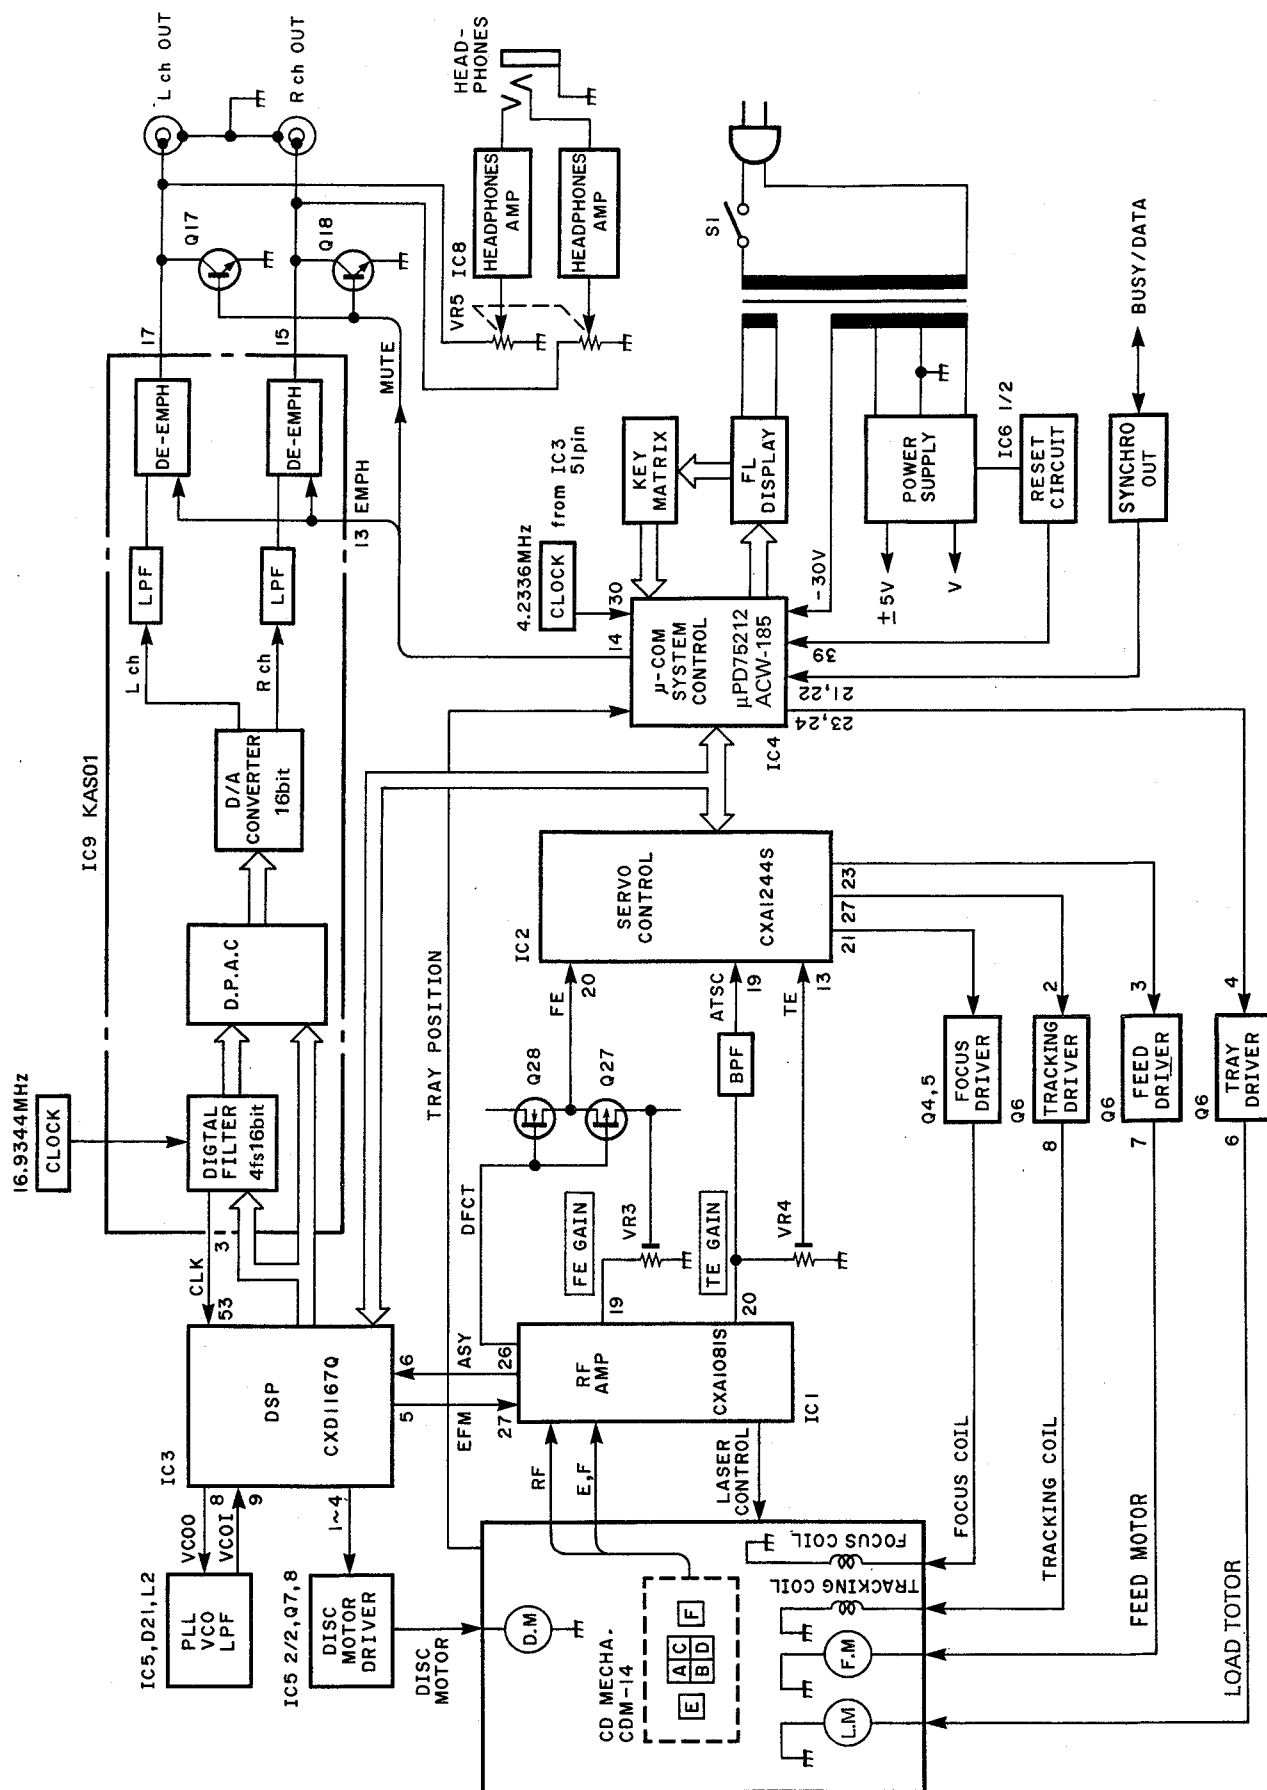 16.9344MHz
CLOCK
IC9 KAS01
DIGTAL
FILTER
4fs16bit
D.P.A.C
D/A
CONVERTER
16bit
L ch
R ch
LPF
LPF
DE-EMPH
DE-EMPH
17
15
13 EMPH
MUTE
Q17
Q18
L ch OUT
R ch OUT
HEAD-
PHONES
IC8
HEADPHONES
AMP
HEADPHONES
AMP
VR5
CLK
3
53
IC3
DSP
CXD1167Q
VCOO
8
VCOI
9
1~4
IC5,D21,L2
PLL
VCO
LPF
IC5 2/2,Q7,8
DISC
MOTOR
DRIVER
DISC
MOTOR
5
6
EFM
ASY
27
26
DFCT
TRAY POSITION
RF
AMP
CXA1081S
IC1
RF
E,F
LASER
CONTROL
19
20
FE GAIN
VR3
TE GAIN
VR4
Q28
Q27
BPF
FE
20
ATSC
19
TE
13
IC2
SERVO
CONTROL
CXA1244S
21
27
23
4.2336MHz
CLOCK
from IC3
51pin
KEY
MATRIX
FL
DISPLAY
14
30
μ-COM
SYSTEM
CONTROL
μPD75212
ACW-185
IC4
-30V
39
21,22
23,24
±5V
V
POWER
SUPPLY
IC6 1/2
RESET
CIRCUIT
SYNCHRO
OUT
BUSY/DATA
S1
D.M
CD MECHA.
CDM-14
E
A
C
B
D
F
FOCUS COIL
TRACKING COIL
F.M
L.M
FOCUS COIL
TRACKING COIL
FEED MOTOR
LOAD TOTOR
Q4,5
FOCUS
DRIVER
Q6
TRACKING
DRIVER
8
2
Q6
FEED
DRIVER
7
3
Q6
TRAY
DRIVER
6
4